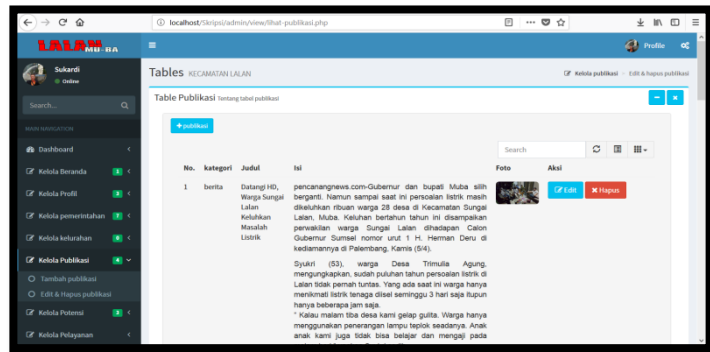 localhost/Skripsi/admin/view/lihat-publikasi.php
LALAN MU-BA
Profile
Sukardi
Online
Tables KECAMATAN LALAN
Kelola publikasi > Edit & hapus publikasi
Search...
Table Publikasi Tentang tabel publikasi
MAIN NAVIGATION
+publikasi
Dashboard
Search
Kelola Beranda
No. kategori Judul Isi Foto Aksi
Kelola Profil
Kelola pemerintahan
Kelola kelurahan
Kelola Publikasi
Tambah publikasi
Edit & Hapus publikasi
Kelola Potensi
Kelola Pelayanan
1 berita
Datangi HD,
Warga Sungai
Lalan
Keluhkan
Masalah
Listrik
pencanangnews.com-Gubernur dan bupati Muba silih
berganti. Namun sampai saat ini persoalan listrik masih
dikeluhkan ribuan warga 28 desa di Kecamatan Sungai
Lalan, Muba. Keluhan bertahun tahun ini disampaikan
perwakilan warga Sungai Lalan dihadapan Calon
Gubernur Sumsel nomor urut 1 H. Herman Deru di
kediamannya di Palembang, Kamis (5/4).
Syukri (53), warga Desa Trimulia Agung,
mengungkapkan, sudah puluhan tahun persoalan listrik di
Lalan tidak pernah tuntas. Yang ada saat ini warga hanya
menikmati listrik tenaga diisel seminggu 3 hari saja itupun
hanya beberapa jam saja.
" Kalau malam tiba desa kami gelap gulita. Warga hanya
menggunakan penerangan lampu teplok seadanya. Anak
anak kami juga tidak bisa belajar dan mengaji pada
Edit
Hapus